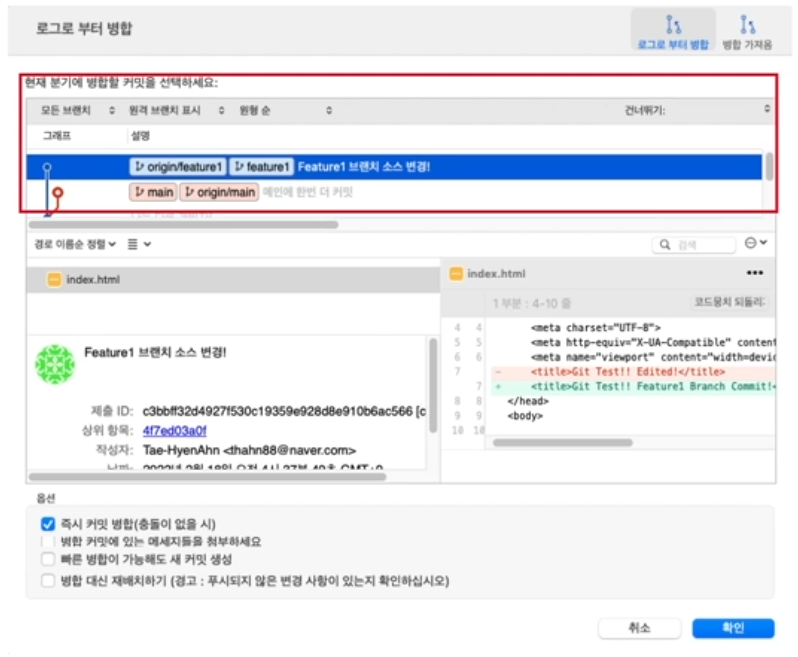 로그로 부터 병합
로그로 부터 병합 병합 가져옴
현재 분기에 병합할 커밋을 선택하세요:
모든 브랜치 원격 브랜치 표시 원형 순 건너뛰기:
그래프 설명
origin/feature1 feature1 Feature1 브랜치 소스 변경!
main origin/main 메인에 한번 더 커밋
경로 이름순 정렬 검색
index.html
index.html
1 부분 : 4-10 줄 코드뭉치 되돌리:
4 4 <meta charset="UTF-8">
5 5 <meta http-equiv="X-UA-Compatible" content
6 6 <meta name="viewport" content="width=devic
7 - <title>Git Test!! Edited!</title>
7 + <title>Git Test!! Feature1 Branch Commit!<
8 8 </head>
9 9 <body>
10 10
Feature1 브랜치 소스 변경!
제출 ID: c3bbff32d4927f530c19359e928d8e910b6ac566 [c
상위 항목: 4f7ed03a0f
작성자: Tae-HyenAhn <thahn88@naver.com>
옵션
즉시 커밋 병합(충돌이 없을 시)
병합 커밋에 있는 메세지들을 첨부하세요
빠른 병합이 가능해도 새 커밋 생성
병합 대신 재배치하기 (경고 : 푸시되지 않은 변경 사항이 있는지 확인하십시오)
취소 확인